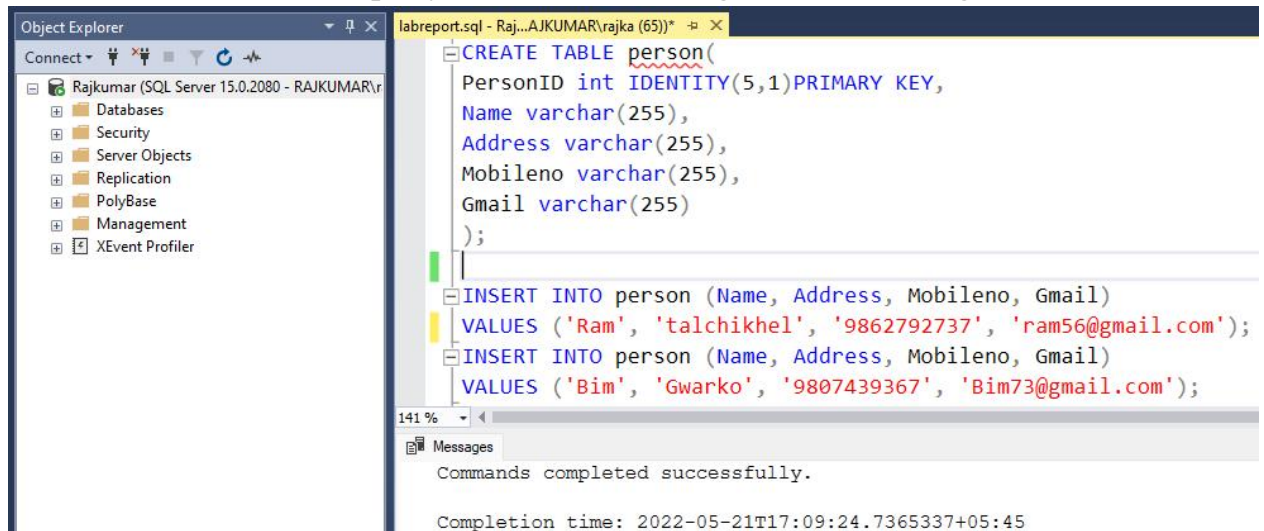 Object Explorer
Connect
Rajkumar (SQL Server 15.0.2080 - RAJKUMAR\r
Databases
Security
Server Objects
Replication
PolyBase
Management
XEvent Profiler
labreport.sql - Raj...AJKUMAR\rajka (65))*
CREATE TABLE person(
PersonID int IDENTITY(5,1)PRIMARY KEY,
Name varchar(255),
Address varchar(255),
Mobileno varchar(255),
Gmail varchar(255)
);
INSERT INTO person (Name, Address, Mobileno, Gmail)
VALUES ('Ram', 'talchikhel', '9862792737', 'ram56@gmail.com');
INSERT INTO person (Name, Address, Mobileno, Gmail)
VALUES ('Bim', 'Gwarko', '9807439367', 'Bim73@gmail.com');
141 %
Messages
Commands completed successfully.
Completion time: 2022-05-21T17:09:24.7365337+05:45